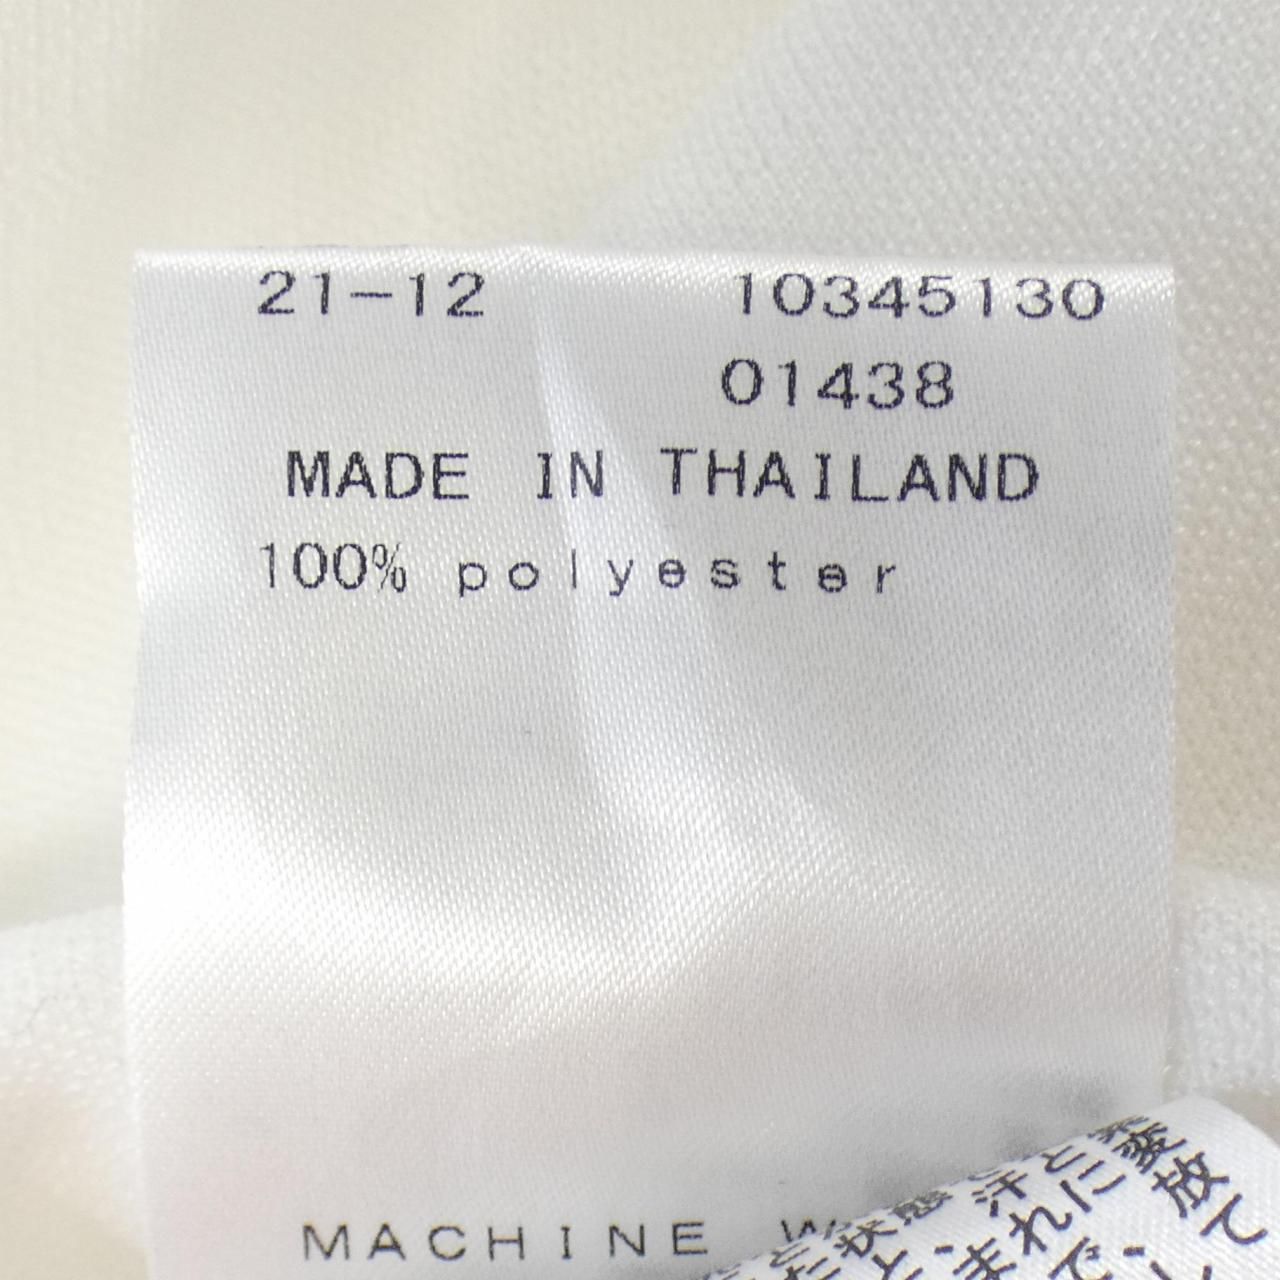 21-12 10345130
01438
MADE IN THAILAND
100% polyester
MACHINE